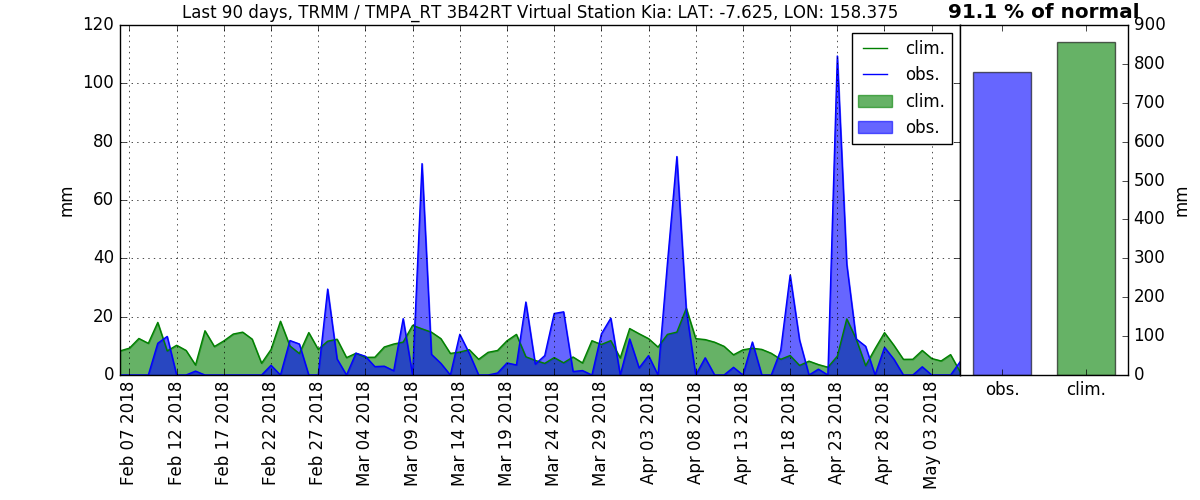 Last 90 days, TRMM / TMPA_RT 3B42RT Virtual Station Kia: LAT: -7.625, LON: 158.375
91.1 % of normal
120
100
80
60
40
20
0
mm
clim.
obs.
clim.
obs.
Feb 07 2018
Feb 12 2018
Feb 17 2018
Feb 22 2018
Feb 27 2018
Mar 04 2018
Mar 09 2018
Mar 14 2018
Mar 19 2018
Mar 24 2018
Mar 29 2018
Apr 03 2018
Apr 08 2018
Apr 13 2018
Apr 18 2018
Apr 23 2018
Apr 28 2018
May 03 2018
900
800
700
600
500
400
300
200
100
0
mm
obs.
clim.